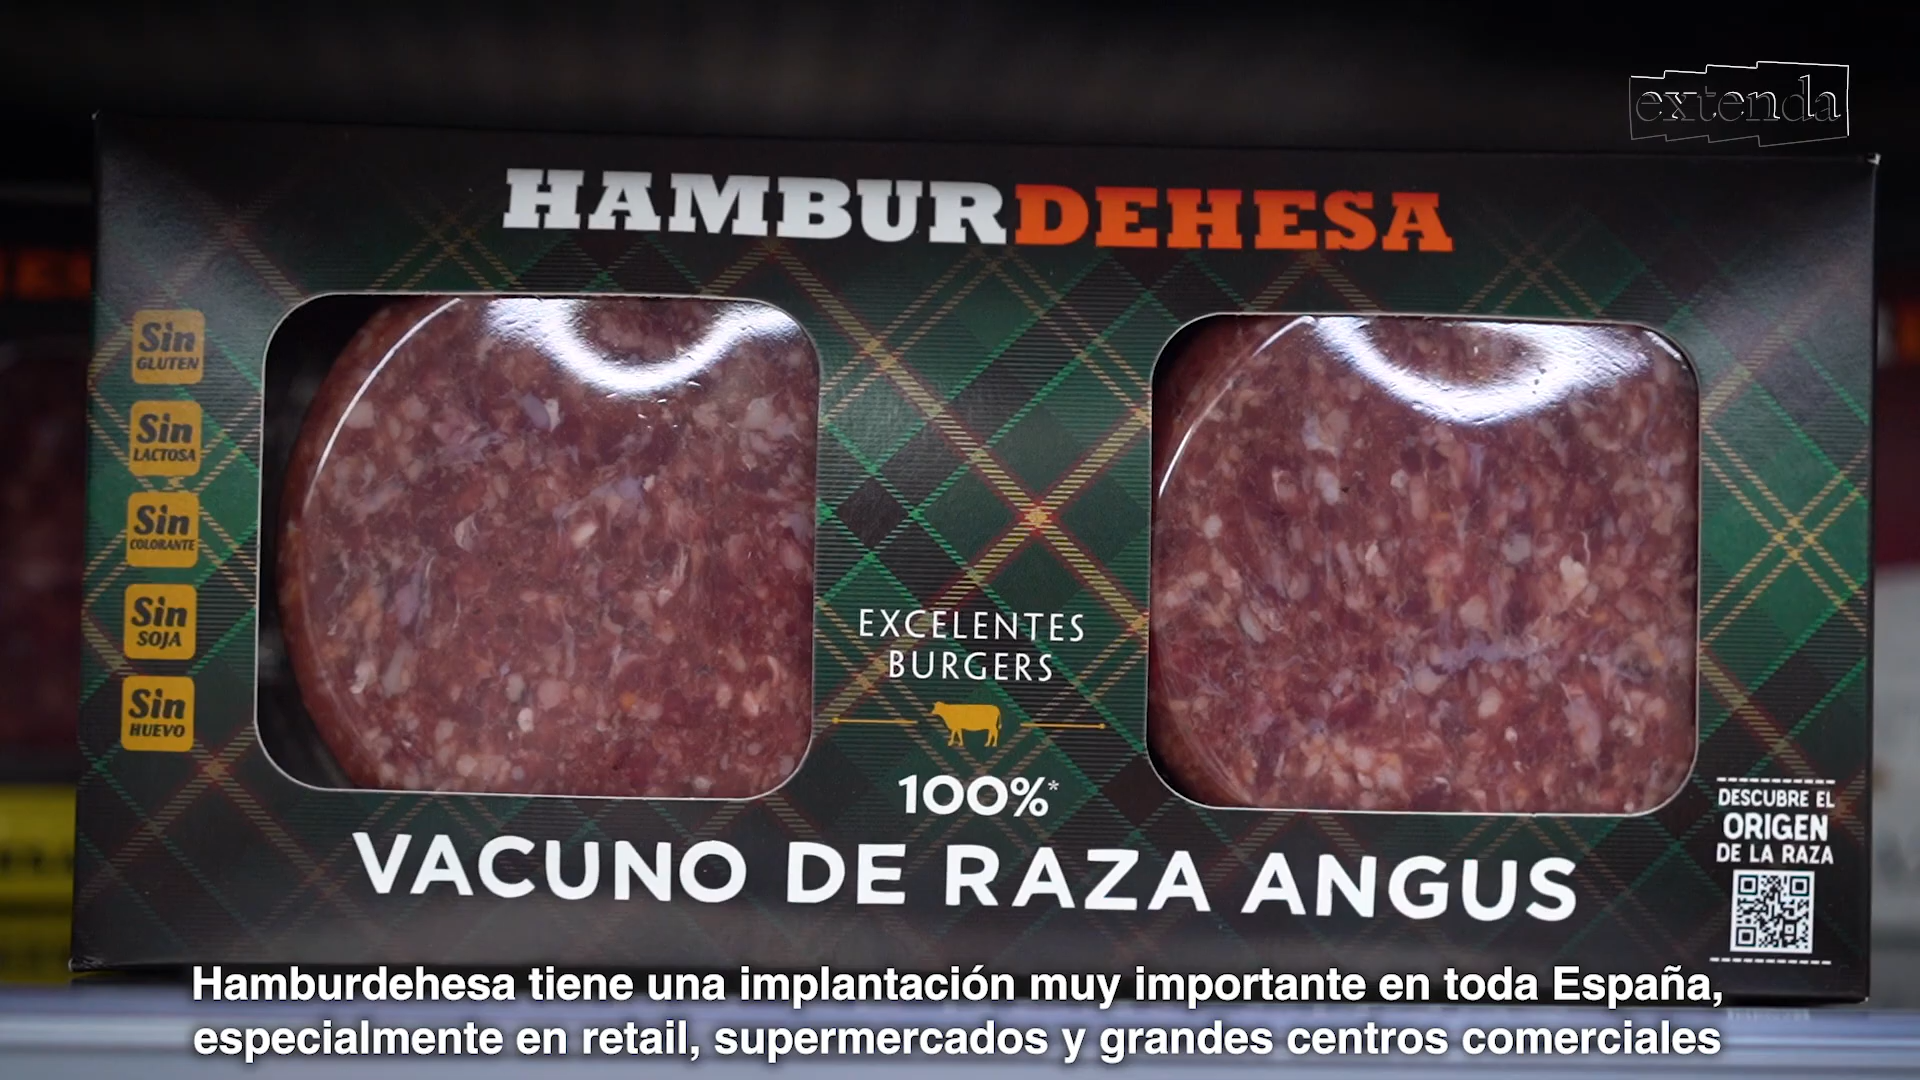 extenda
HAMBURDEHESA
Sin
GLUTEN
Sin
LACTOSA
Sin
COLORANTE
Sin
SOJA
Sin
HUEVO
EXCELENTES
BURGERS
100%*
VACUNO DE RAZA ANGUS
DESCUBRE EL
ORIGEN
DE LA RAZA
Hamburdehesa tiene una implantación muy importante en toda España,
especialmente en retail, supermercados y grandes centros comerciales